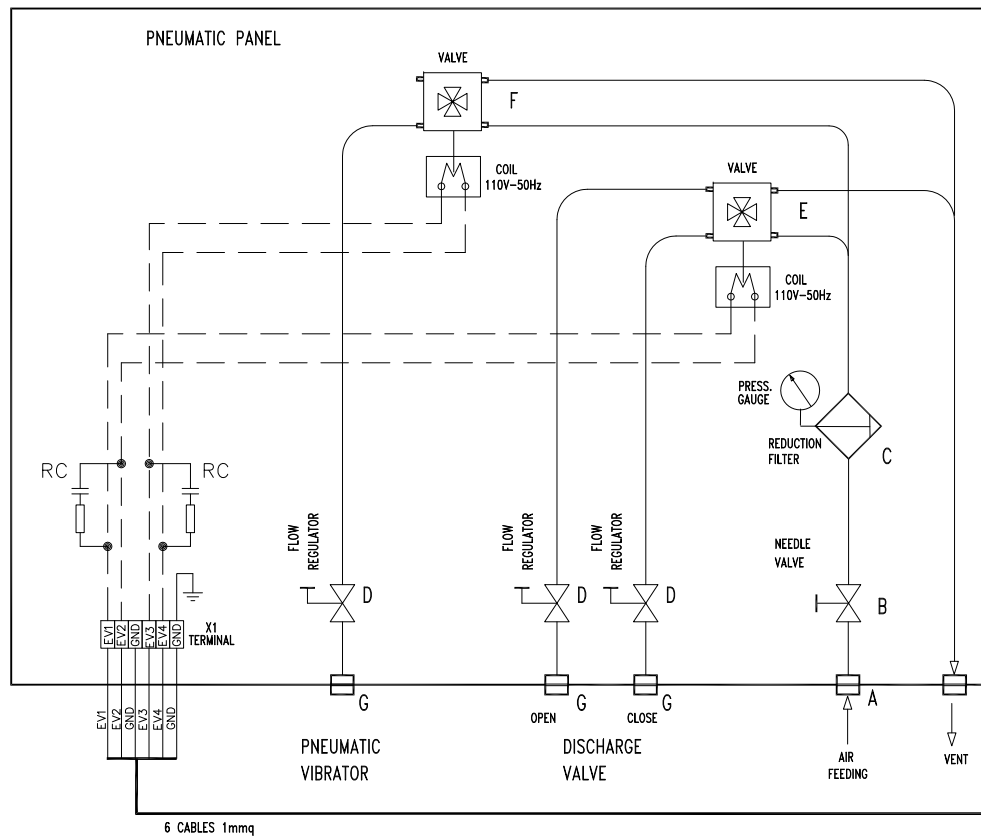 PNEUMATIC PANEL
VALVE
F
COIL
110V-50Hz
VALVE
E
COIL
110V-50Hz
PRESS.
GAUGE
REDUCTION
FILTER
C
RC
RC
FLOW
REGULATOR
FLOW
REGULATOR
FLOW
REGULATOR
NEEDLE
VALVE
D
D
D
B
EV1
EV2
GND
EV3
EV4
GND
X1
TERMINAL
G
G
G
A
EV1
EV2
GND
EV3
EV4
GND
OPEN
CLOSE
PNEUMATIC
VIBRATOR
DISCHARGE
VALVE
AIR
FEEDING
VENT
6 CABLES 1mmq